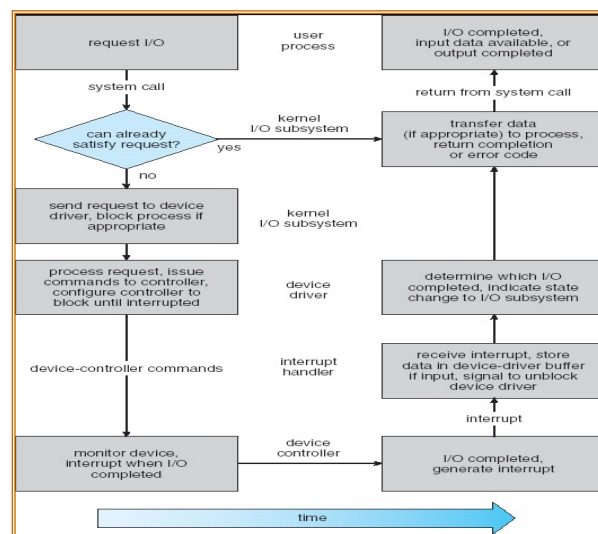 request I/O
user
process
I/O completed,
input data available, or
output completed
system call
return from system call
can already
satisfy request?
yes
no
kernel
I/O subsystem
transfer data
(if appropriate) to process,
return completion
or error code
send request to device
driver, block process if
appropriate
kernel
I/O subsystem
process request, issue
commands to controller,
configure controller to
block until interrupted
device
driver
determine which I/O
completed, indicate state
change to I/O subsystem
device-controller commands
interrupt
handler
receive interrupt, store
data in device-driver buffer
if input, signal to unblock
device driver
interrupt
monitor device,
interrupt when I/O
completed
device
controller
I/O completed,
generate interrupt
time